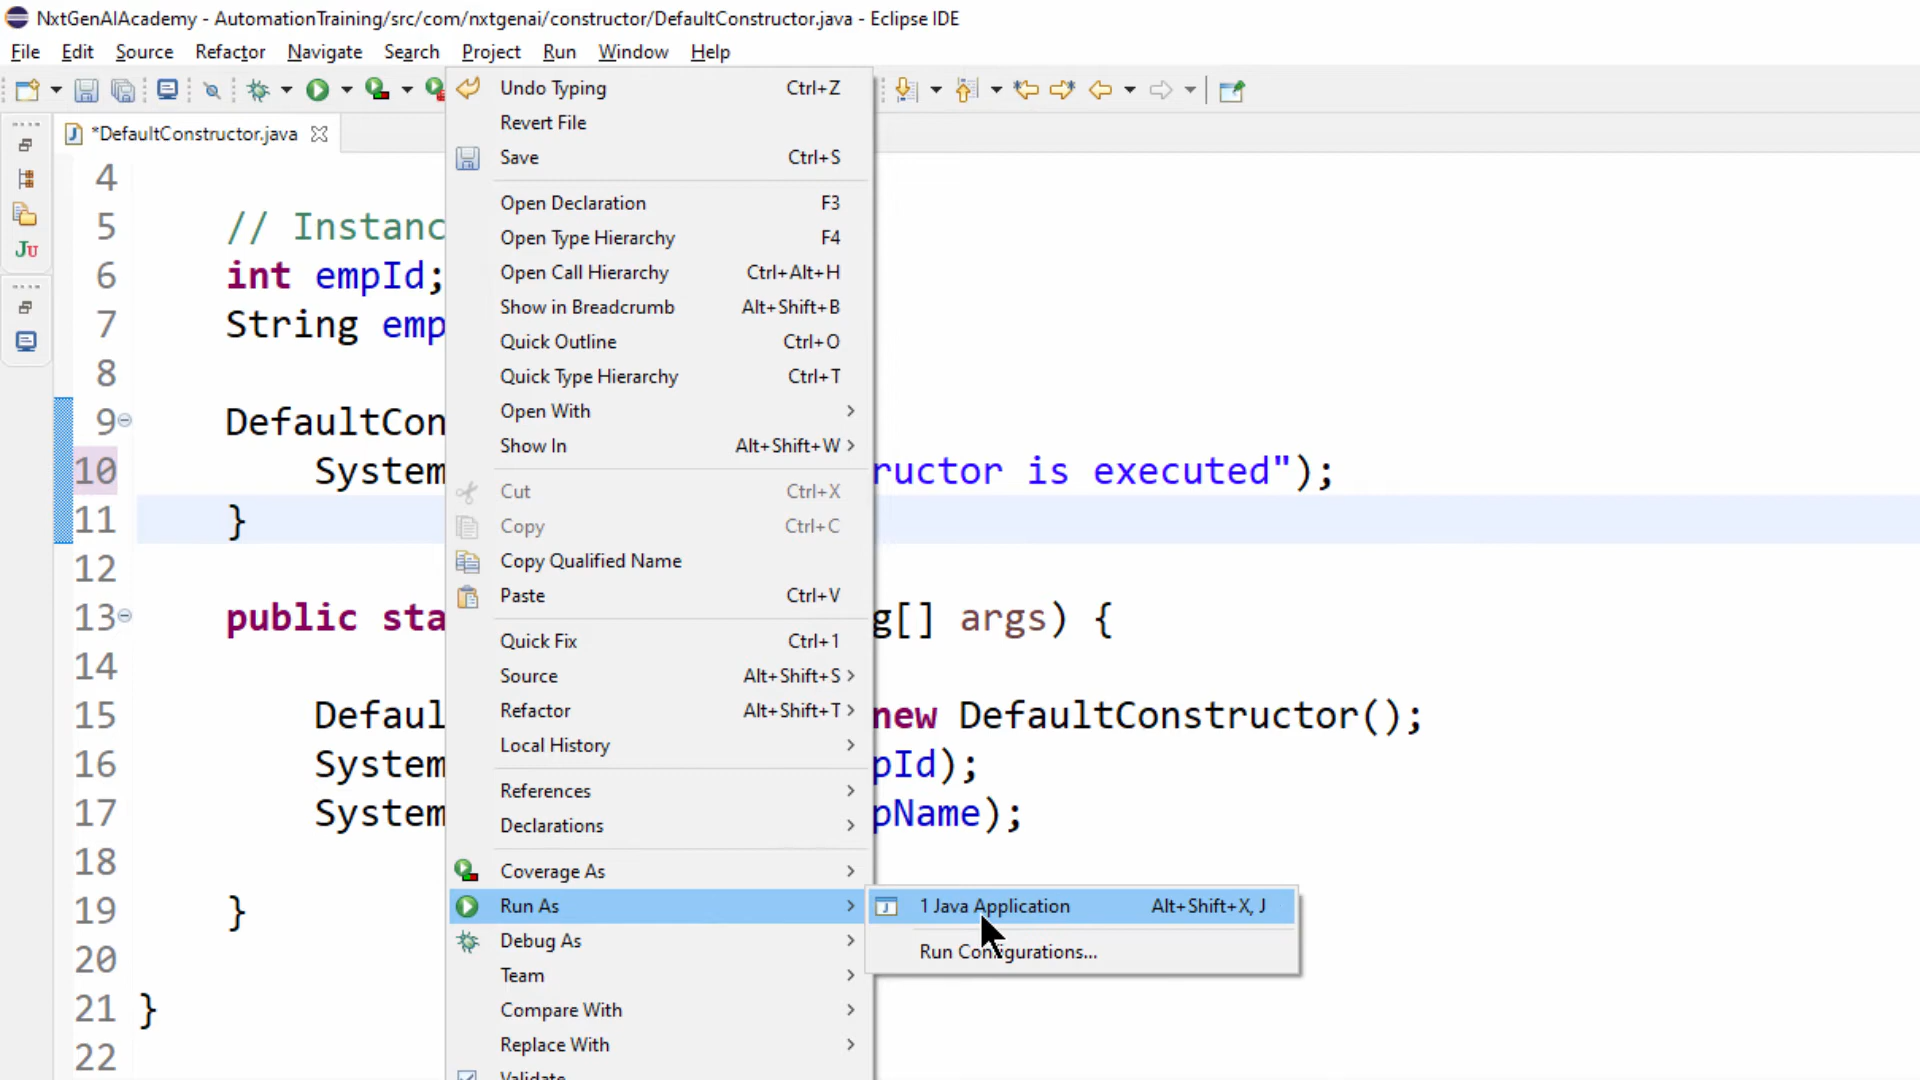 NxtGenAIAcademy - AutomationTraining/src/com/nxtgenai/constructor/DefaultConstructor.java - Eclipse IDE
File Edit Source Refactor Navigate Search Project Run Window Help
*DefaultConstructor.java
4
5 // Instanc
6 int empId;
7 String emp
8
9 DefaultCon
10 System ructor is executed");
11 }
12
13 public sta g[] args) {
14
15 Defaul new DefaultConstructor();
16 System pId);
17 System pName);
18
19 }
20
21 }
22
Ju
Undo Typing Ctrl+Z
Revert File
Save Ctrl+S
Open Declaration F3
Open Type Hierarchy F4
Open Call Hierarchy Ctrl+Alt+H
Show in Breadcrumb Alt+Shift+B
Quick Outline Ctrl+O
Quick Type Hierarchy Ctrl+T
Open With
Show In Alt+Shift+W
Cut Ctrl+X
Copy Ctrl+C
Copy Qualified Name
Paste Ctrl+V
Quick Fix Ctrl+1
Source Alt+Shift+S
Refactor Alt+Shift+T
Local History
References
Declarations
Coverage As
Run As
Debug As
Team
Compare With
Replace With
Validate
1 Java Application Alt+Shift+X, J
Run Configurations...